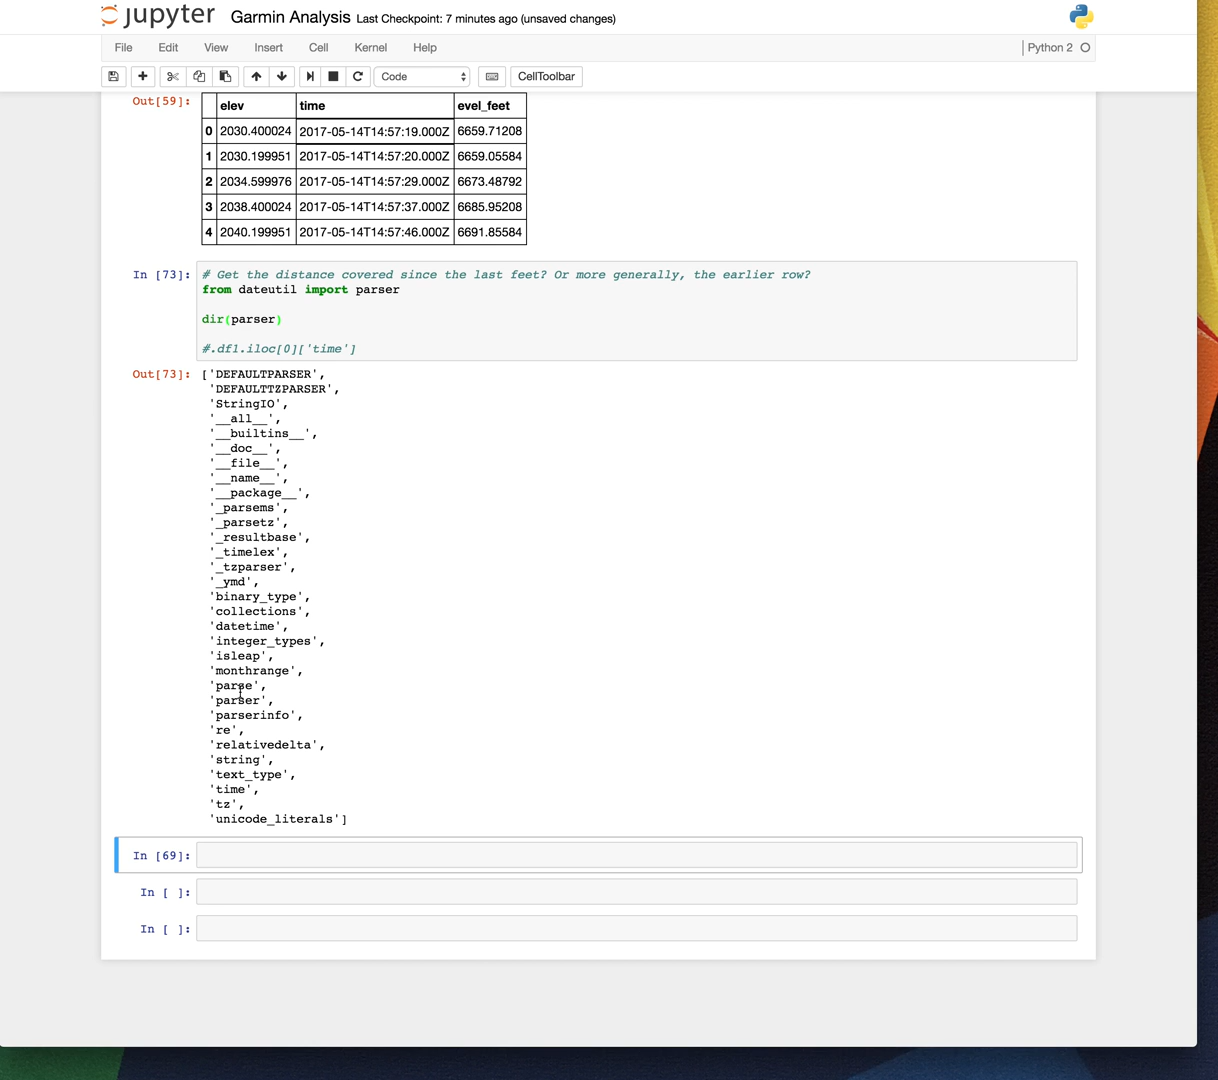 jupyter Garmin Analysis Last Checkpoint: 7 minutes ago (unsaved changes)
File Edit View Insert Cell Kernel Help Python 2
Code CellToolbar
Out[59]: elev time evel_feet
0 2030.400024 2017-05-14T14:57:19.000Z 6659.71208
1 2030.199951 2017-05-14T14:57:20.000Z 6659.05584
2 2034.599976 2017-05-14T14:57:29.000Z 6673.48792
3 2038.400024 2017-05-14T14:57:37.000Z 6685.95208
4 2040.199951 2017-05-14T14:57:46.000Z 6691.85584
In [73]: # Get the distance covered since the last feet? Or more generally, the earlier row?
from dateutil import parser
dir(parser)
#.df1.iloc[0]['time']
Out[73]: ['DEFAULTPARSER',
'DEFAULTTZPARSER',
'StringIO',
'__all__',
'__builtins__',
'__doc__',
'__file__',
'__name__',
'__package__',
'_parsems',
'_parsetz',
'_resultbase',
'_timelex',
'_tzparser',
'_ymd',
'binary_type',
'collections',
'datetime',
'integer_types',
'isleap',
'monthrange',
'parse',
'parser',
'parserinfo',
're',
'relativedelta',
'string',
'text_type',
'time',
'tz',
'unicode_literals']
In [69]:
In [ ]:
In [ ]: